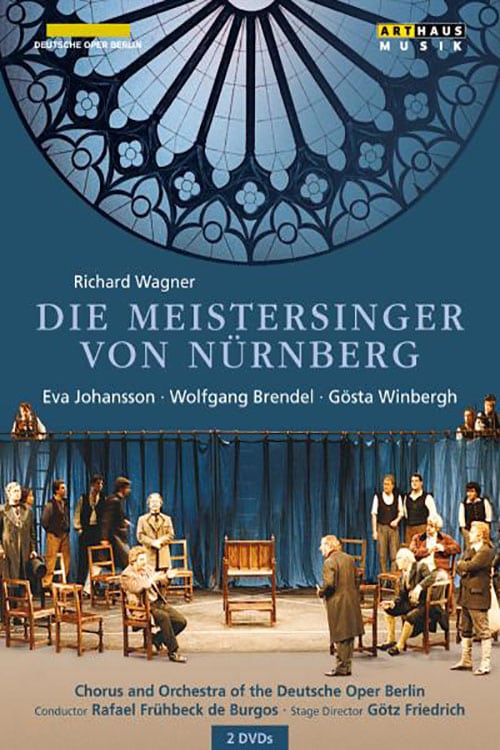 DEUTSCHE OPER BERLIN
ARTHAUS
MUSIK
Richard Wagner
DIE MEISTERSINGER
VON NÜRNBERG
Eva Johansson · Wolfgang Brendel · Gösta Winbergh
Chorus and Orchestra of the Deutsche Oper Berlin
Conductor Rafael Frühbeck de Burgos · Stage Director Götz Friedrich
2 DVDs